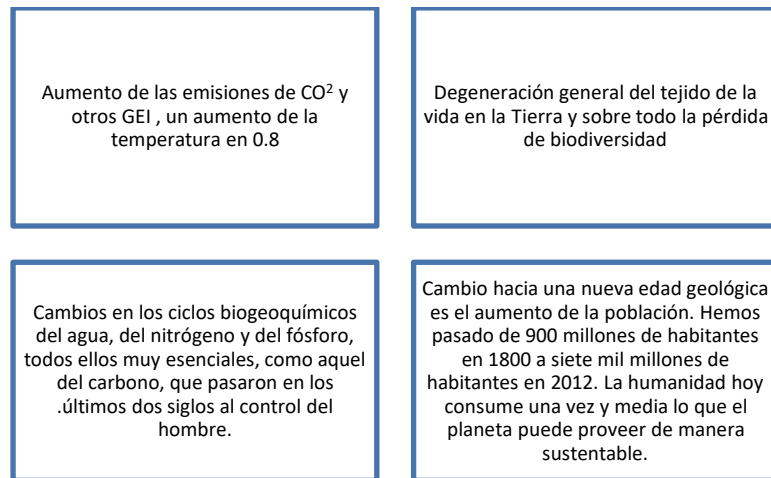 Aumento de las emisiones de CO² y
otros GEI , un aumento de la
temperatura en 0.8
Degeneración general del tejido de la
vida en la Tierra y sobre todo la pérdida
de biodiversidad
Cambios en los ciclos biogeoquímicos
del agua, del nitrógeno y del fósforo,
todos ellos muy esenciales, como aquel
del carbono, que pasaron en los
.últimos dos siglos al control del
hombre.
Cambio hacia una nueva edad geológica
es el aumento de la población. Hemos
pasado de 900 millones de habitantes
en 1800 a siete mil millones de
habitantes en 2012. La humanidad hoy
consume una vez y media lo que el
planeta puede proveer de manera
sustentable.